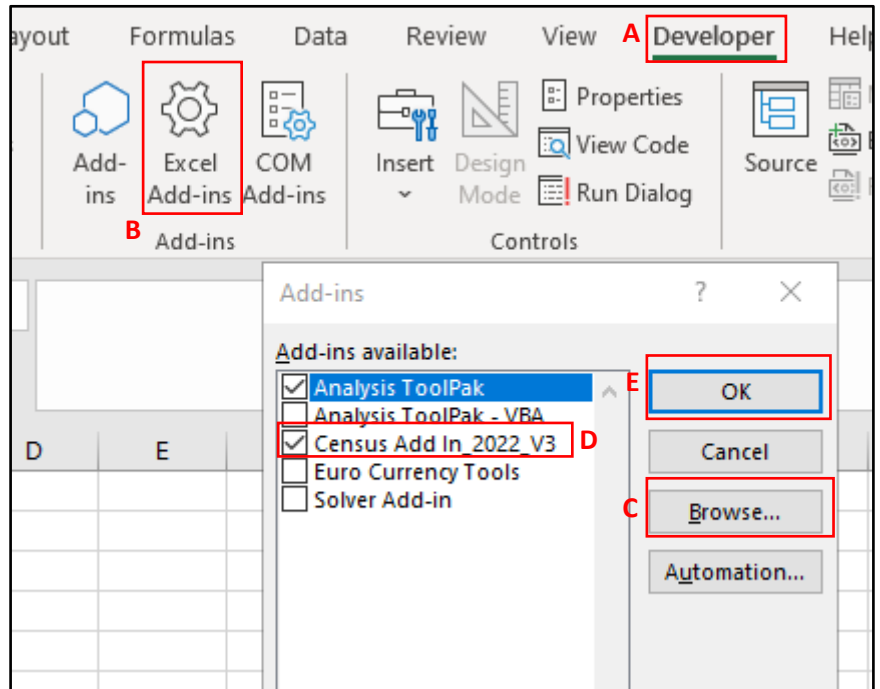 ayout Formulas Data Review View A Developer Help
Properties
View Code
Run Dialog
Add-
ins
Excel
Add-ins
COM
Add-ins
Insert
Design
Mode
Source
B
Add-ins
Controls
Add-ins ? ×
Add-ins available:
Analysis ToolPak
Analysis ToolPak - VBA
Census Add In_2022_V3 D
Euro Currency Tools
Solver Add-in
E OK
Cancel
C Browse...
Automation...
D E